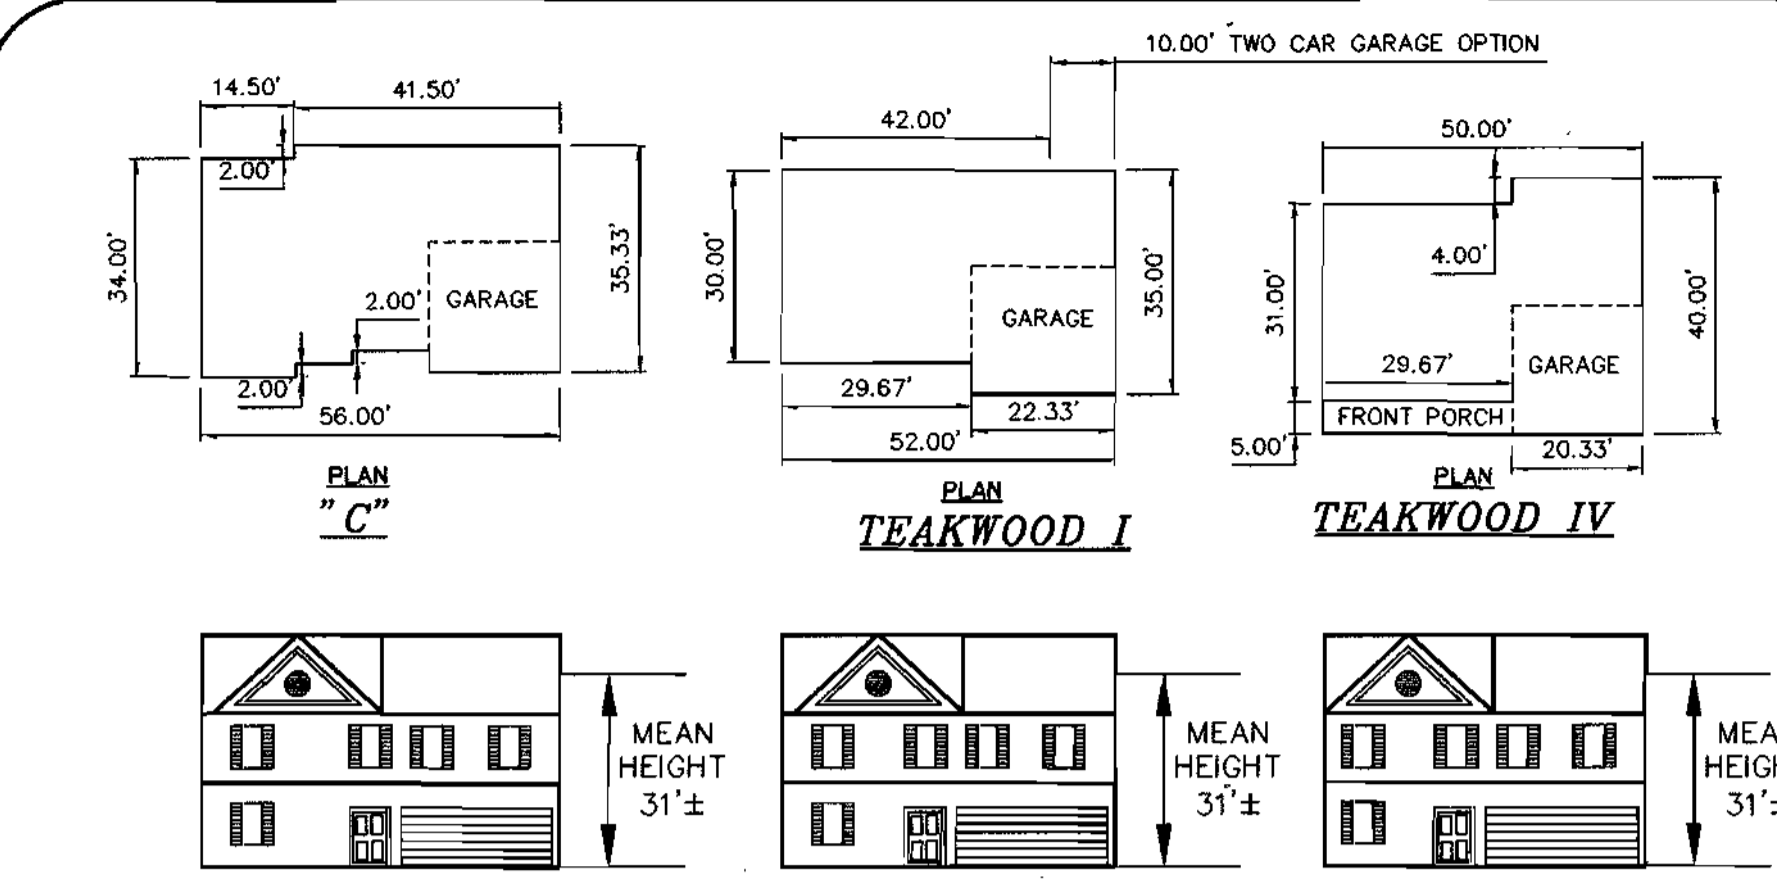 10.00' TWO CAR GARAGE OPTION
14.50'
41.50'
2.00'
34.00'
35.33'
2.00'
GARAGE
2.00'
56.00'
PLAN
"C"
42.00'
30.00'
35.00'
GARAGE
29.67'
22.33'
52.00'
PLAN
TEAKWOOD I
50.00'
4.00'
31.00'
40.00'
29.67'
GARAGE
FRONT PORCH
5.00'
20.33'
PLAN
TEAKWOOD IV
MEAN
HEIGHT
31'±
MEAN
HEIGHT
31'±
MEA
HEIGH
31'±